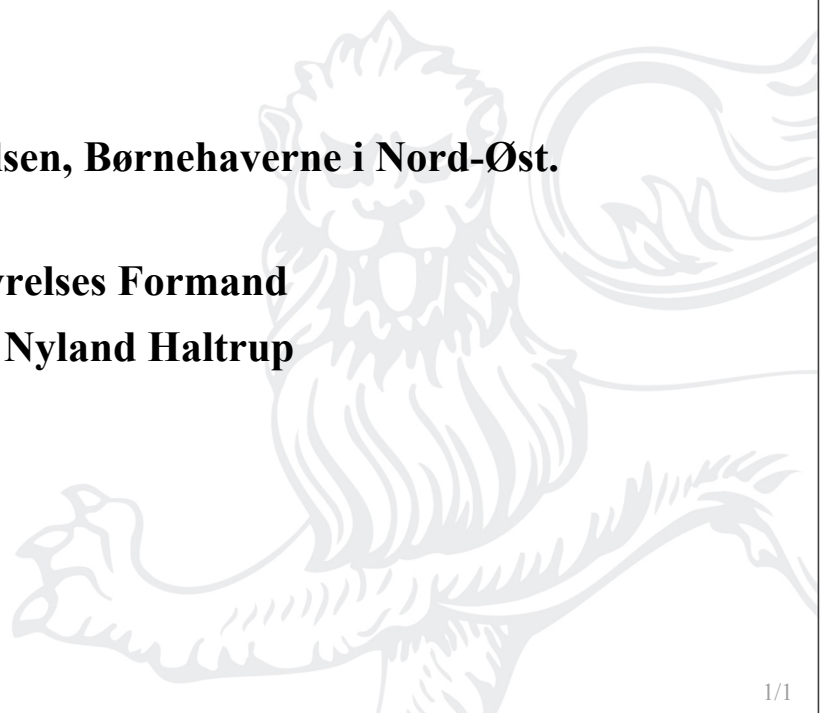 lsen, Børnehaverne i Nord-Øst.
yrelses Formand
Nyland Haltrup
1/1